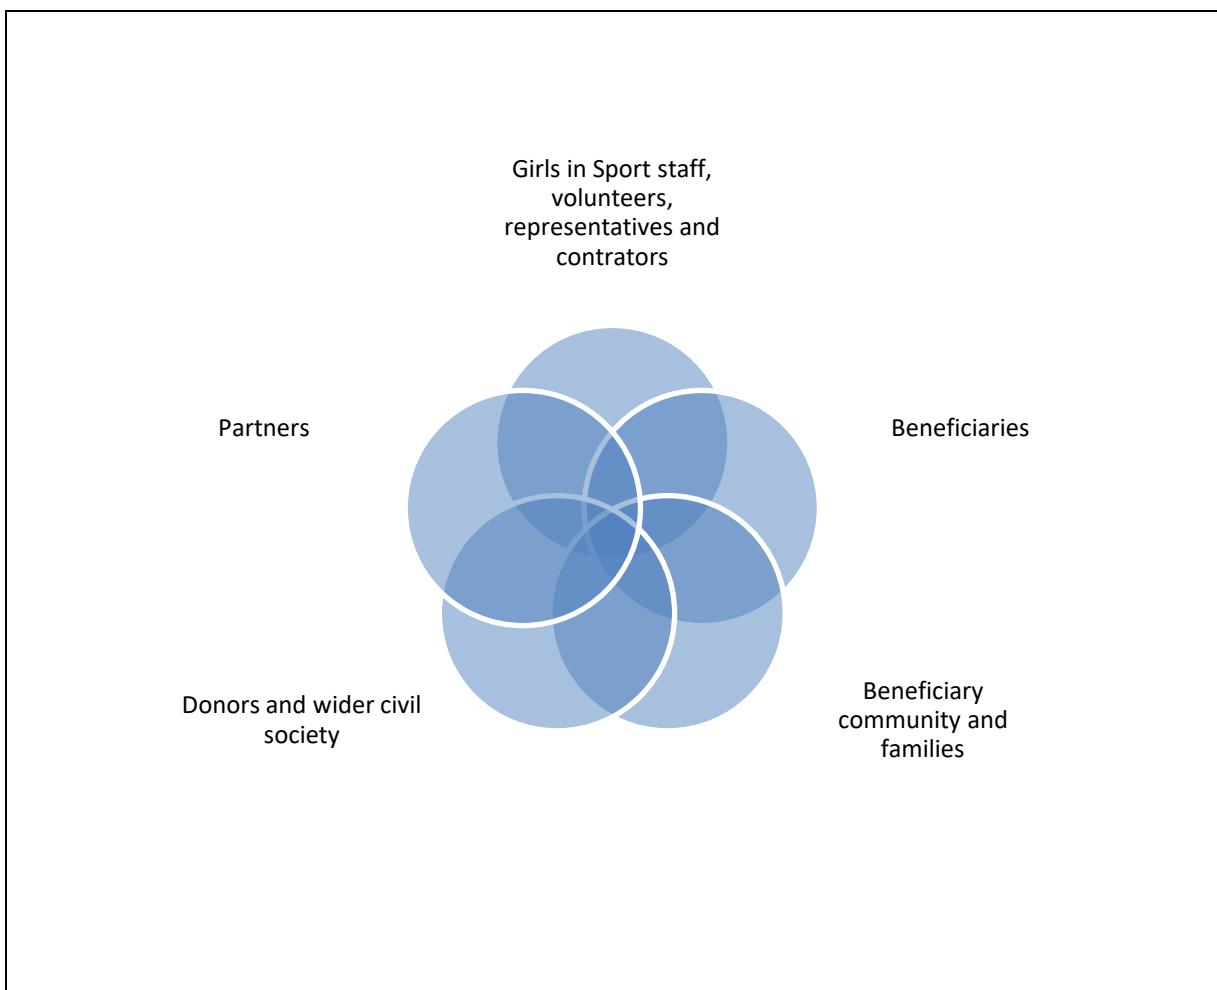 Girls in Sport staff,
volunteers,
representatives and
contrators
Partners
Beneficiaries
Donors and wider civil
society
Beneficiary
community and
families